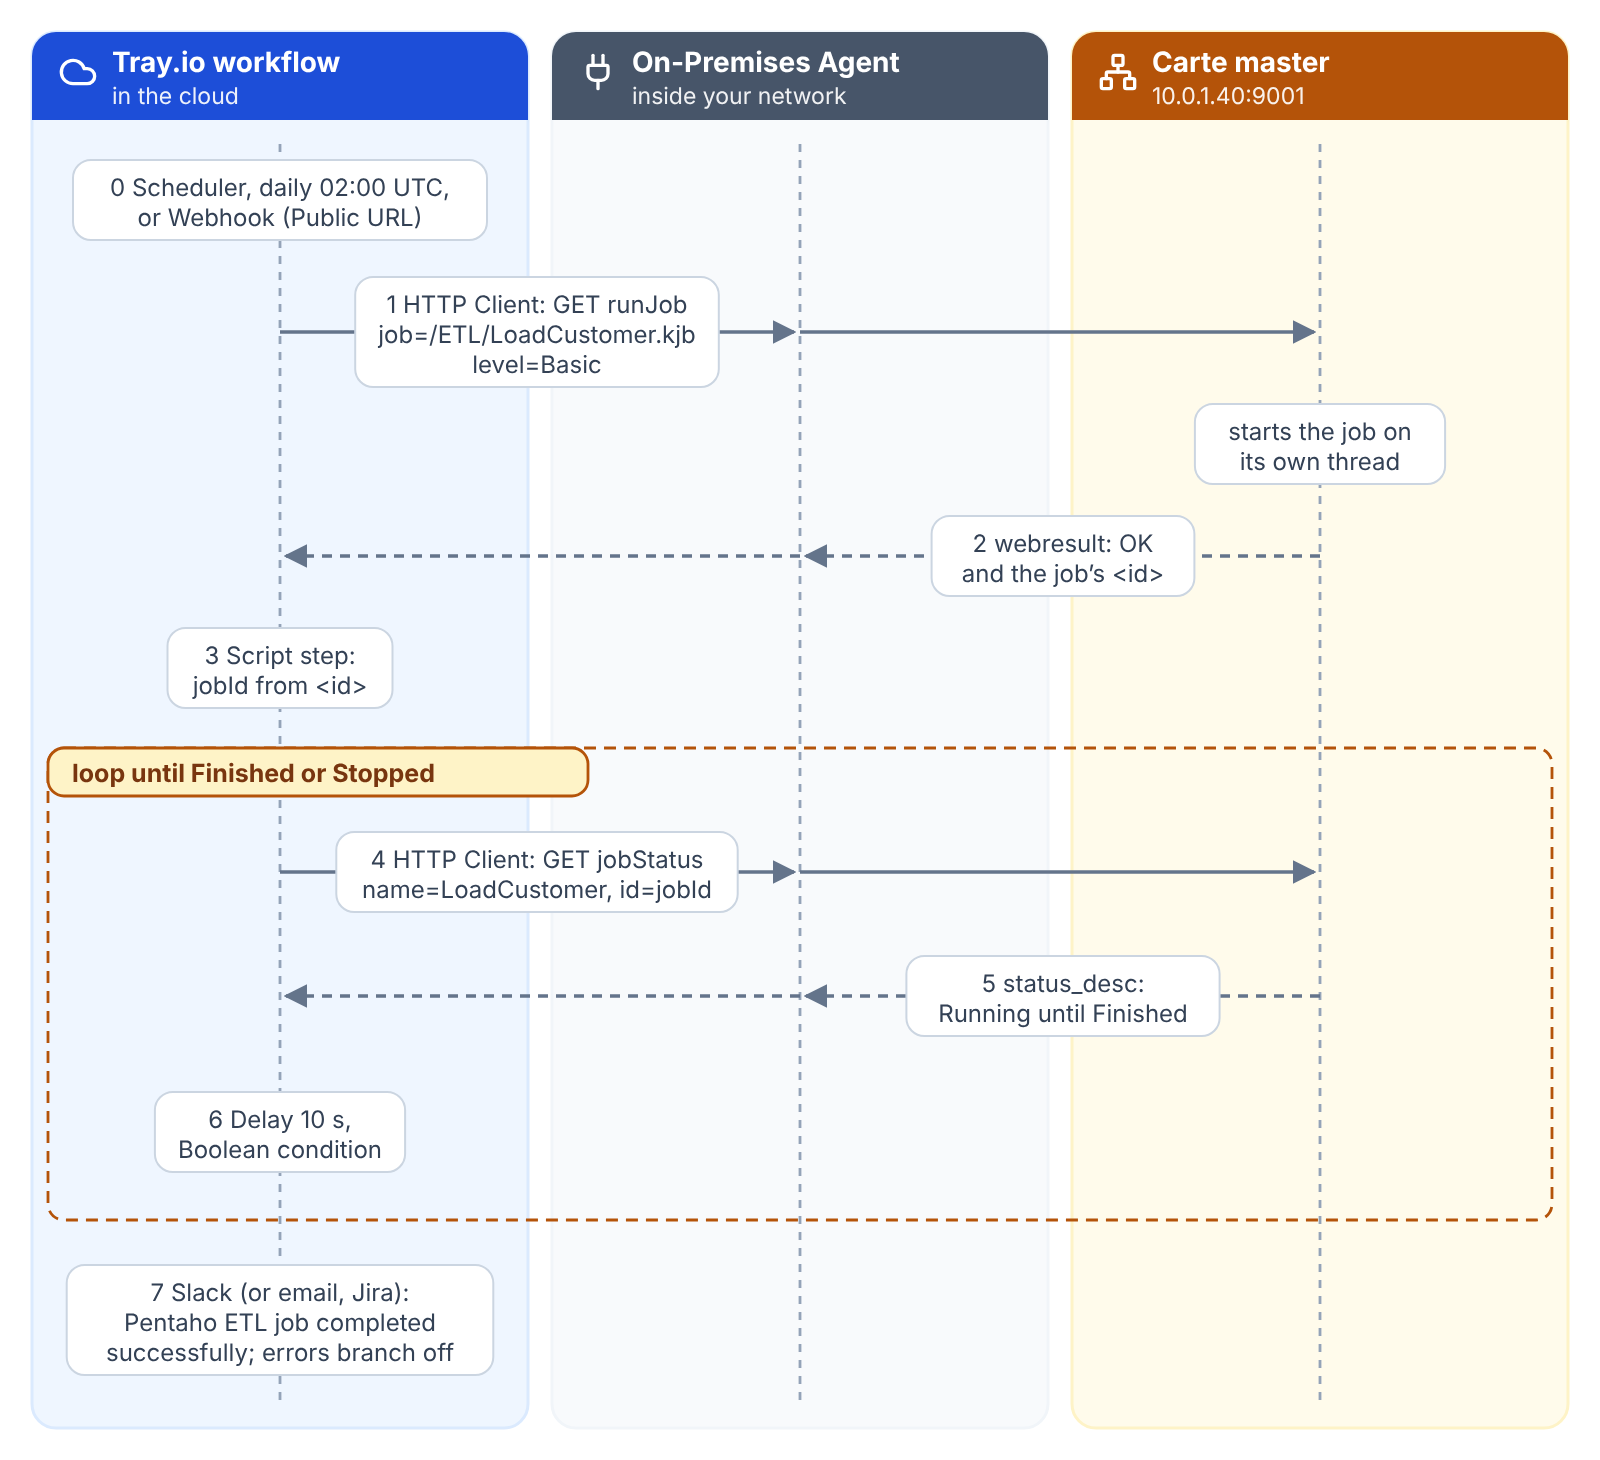 Tray.io workflow
in the cloud
On-Premises Agent
inside your network
Carte master
10.0.1.40:9001
0 Scheduler, daily 02:00 UTC,
or Webhook (Public URL)
1 HTTP Client: GET runJob
job=/ETL/LoadCustomer.kjb
level=Basic
starts the job on
its own thread
2 webresult: OK
and the job’s <id>
3 Script step:
jobId from <id>
loop until Finished or Stopped
4 HTTP Client: GET jobStatus
name=LoadCustomer, id=jobId
5 status_desc:
Running until Finished
6 Delay 10 s,
Boolean condition
7 Slack (or email, Jira):
Pentaho ETL job completed
successfully; errors branch off